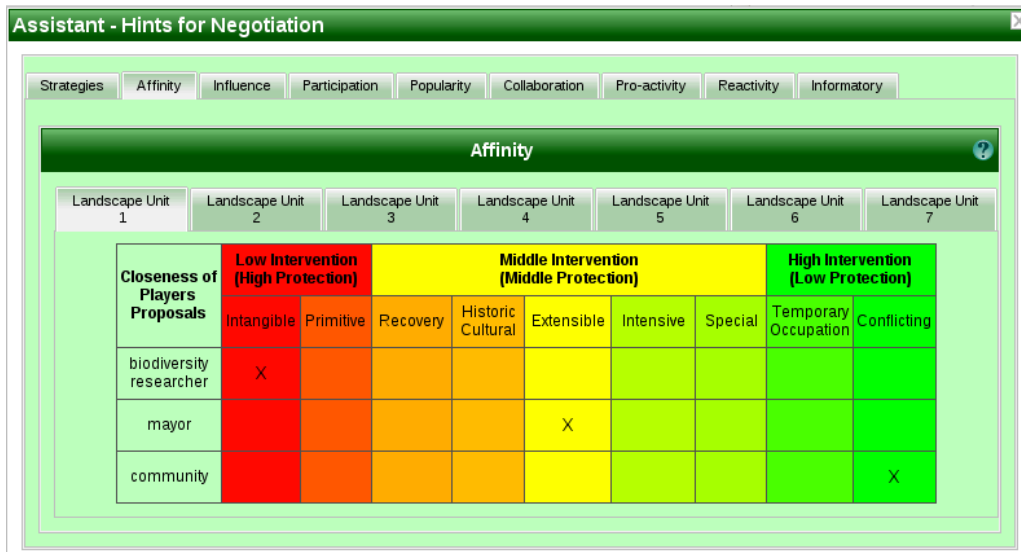 Assistant - Hints for Negotiation
Strategies Affinity Influence Participation Popularity Collaboration Pro-activity Reactivity Informatory
Affinity ?
Landscape Unit 1 Landscape Unit 2 Landscape Unit 3 Landscape Unit 4 Landscape Unit 5 Landscape Unit 6 Landscape Unit 7
Closeness of
Players
Proposals
Low Intervention
(High Protection)
Middle Intervention
(Middle Protection)
High Intervention
(Low Protection)
Intangible Primitive Recovery Historic Cultural Extensible Intensive Special Temporary Occupation Conflicting
biodiversity
researcher X
mayor X
community X